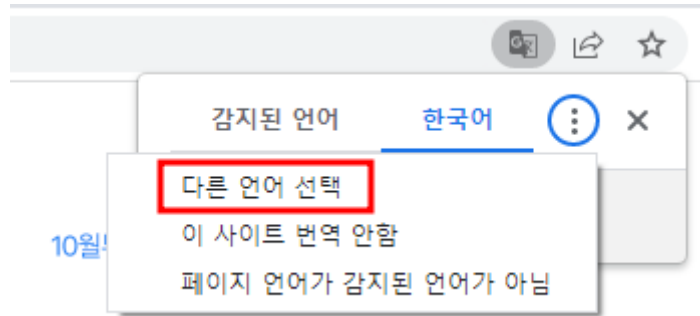 감지된 언어 한국어
다른 언어 선택
이 사이트 번역 안함
10월
페이지 언어가 감지된 언어가 아님